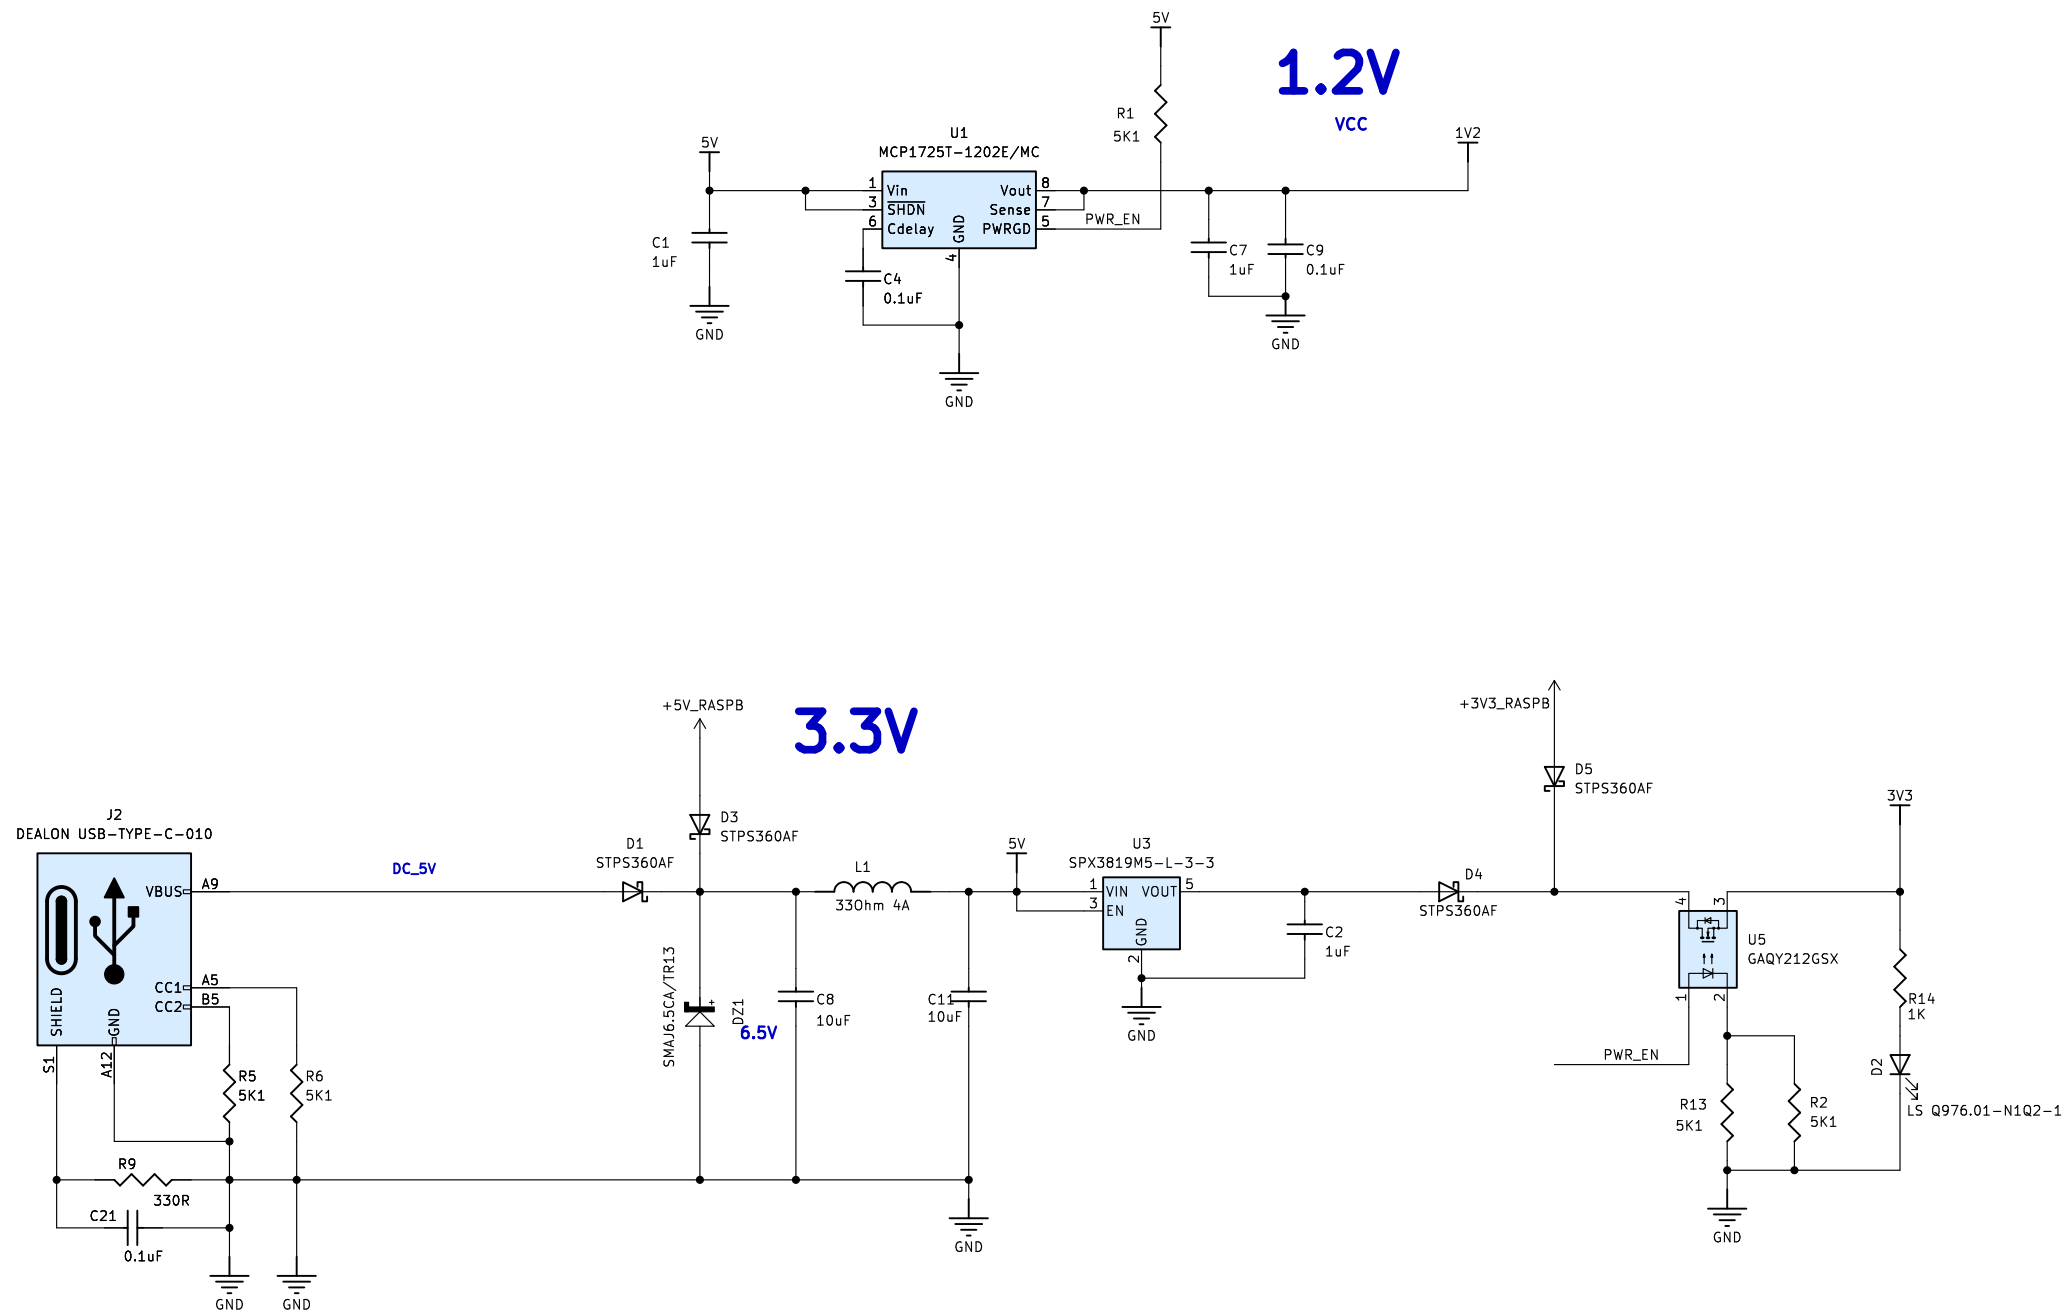 5V
1.2V
VCC
R1
5K1
U1
MCP1725T-1202E/MC
5V
1V2
1
Vin
Vout
8
3
SHDN
Sense
7
6
Cdelay
GND
PWRGD
5
PWR_EN
4
C1
1uF
C4
0.1uF
C7
1uF
C9
0.1uF
GND
GND
GND
3.3V
+5V_RASPB
+3V3_RASPB
D5
STPS360AF
3V3
J2
DEALON USB-TYPE-C-010
D3
STPS360AF
D1
STPS360AF
DC_5V
L1
33Ohm 4A
5V
U3
SPX3819M5-L-3-3
D4
STPS360AF
VBUS
A9
1
VIN
VOUT
5
3
EN
GND
2
C2
1uF
4
3
U5
GAQY212GSX
1
2
CC1
A5
CC2
B5
SHIELD
GND
S1
A12
SMAJ6.5CA/TR13
+
DZ1
6.5V
C8
10uF
C11
10uF
GND
R14
1K
PWR_EN
D2
LS Q976.01-N1Q2-1
R5
5K1
R6
5K1
R13
5K1
R2
5K1
R9
330R
C21
0.1uF
GND
GND
GND
GND